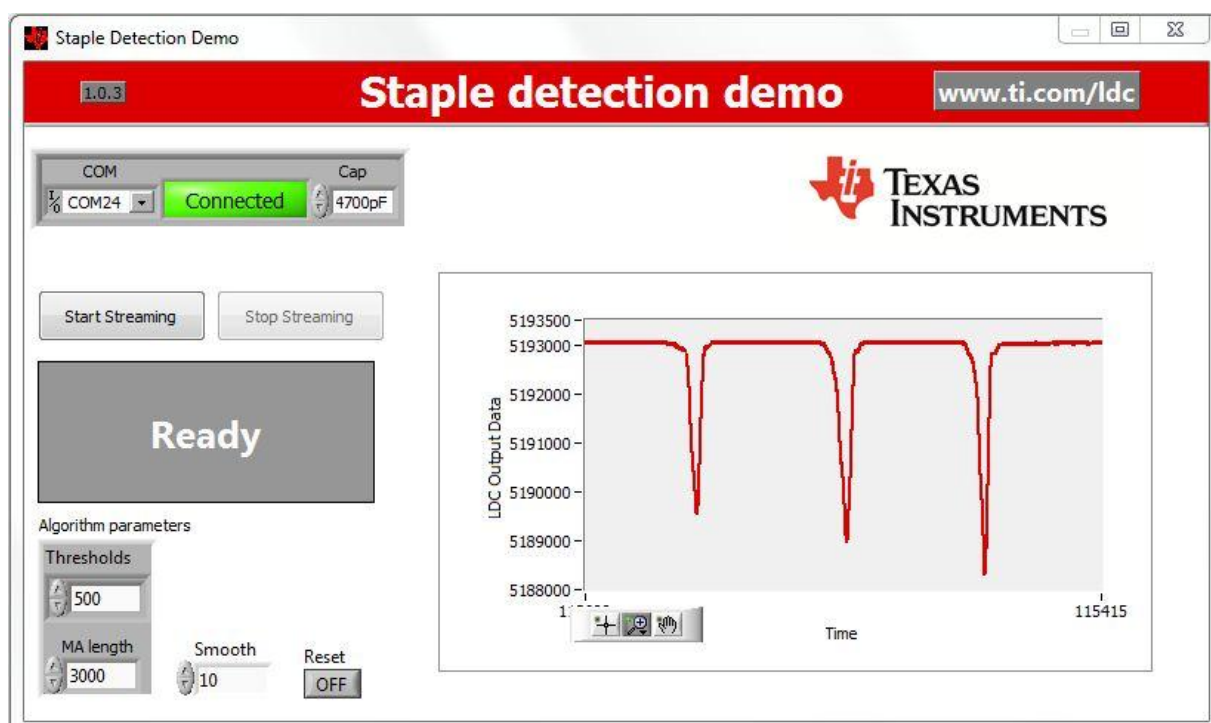 Staple Detection Demo
1.0.3
Staple detection demo
www.ti.com/ldc
COM
Cap
COM24
Connected
4700pF
TEXAS
INSTRUMENTS
Start Streaming
Stop Streaming
Ready
Algorithm parameters
Thresholds
500
MA length
3000
Smooth
10
Reset
OFF
LDC Output Data
5193500
5193000
5192000
5191000
5190000
5189000
5188000
115415
Time